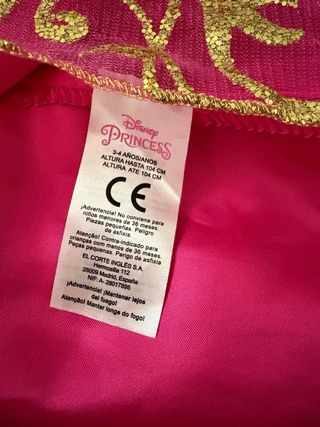 Disney
PRINCESS
3-4 AÑOS/ANOS
ALTURA HASTA 104 CM
ALTURA ATE 104 CM
CE
¡Advertencia! No conviene para
niños menores de 36 meses.
Piezas pequeñas. Peligro
de asfixia.
Atenção! Contra-indicado para
crianças com menos de 36 meses.
Peças pequenas. Perigo de asfixia
EL CORTE INGLÉS S.A.
Hermosilla 112
28009 Madrid, España
NIF: A- 28017895
¡Advertencia! ¡Mantener lejos
del fuego!
Atenção! Manter longe do fogo!